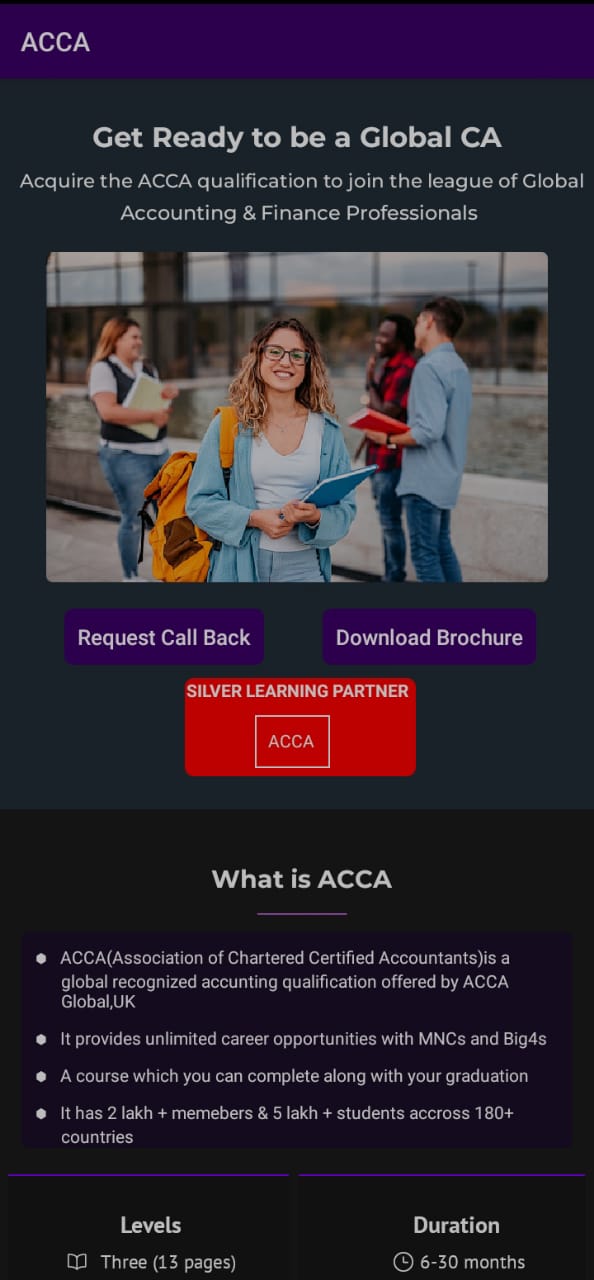 ACCA
Get Ready to be a Global CA
Acquire the ACCA qualification to join the league of Global
Accounting & Finance Professionals
Request Call Back
Download Brochure
SILVER LEARNING PARTNER
ACCA
What is ACCA
ACCA(Association of Chartered Certified Accountants)is a
global recognized accunting qualification offered by ACCA
Global,UK
It provides unlimited career opportunities with MNCs and Big4s
A course which you can complete along with your graduation
It has 2 lakh + memebers & 5 lakh + students accross 180+
countries
Levels
Three (13 pages)
Duration
6-30 months